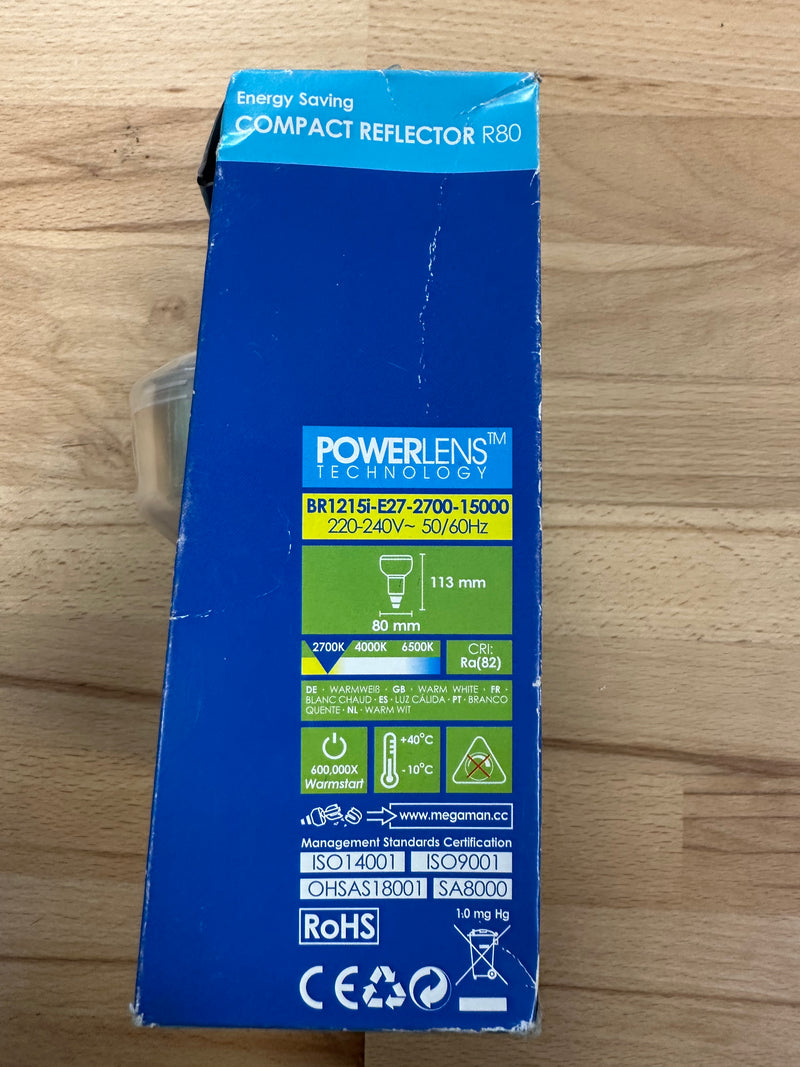 Energy Saving
COMPACT REFLECTOR R80
POWERLENS™
TECHNOLOGY
BR1215i-E27-2700-15000
220-240V~ 50/60Hz
113 mm
80 mm
2700K 4000K 6500K
CRI:
Ra(82)
DE · WARMWEIß · GB · WARM WHITE · FR ·
BLANC CHAUD · ES · LUZ CÁLIDA · PT · BRANCO
QUENTE · NL · WARM WIT
600,000X
Warmstart
+40°C
-10°C
www.megaman.cc
Management Standards Certification
ISO14001 ISO9001
OHSAS18001 SA8000
RoHS
1.0 mg Hg
CE